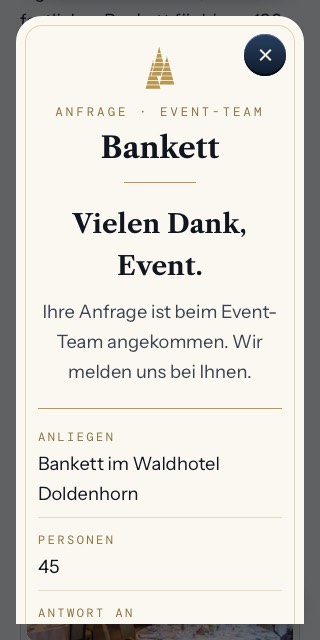 ANFRAGE · EVENT-TEAM
Bankett
Vielen Dank,
Event.
Ihre Anfrage ist beim Event-
Team angekommen. Wir
melden uns bei Ihnen.
ANLIEGEN
Bankett im Waldhotel
Doldenhorn
PERSONEN
45
ANTWORT AN